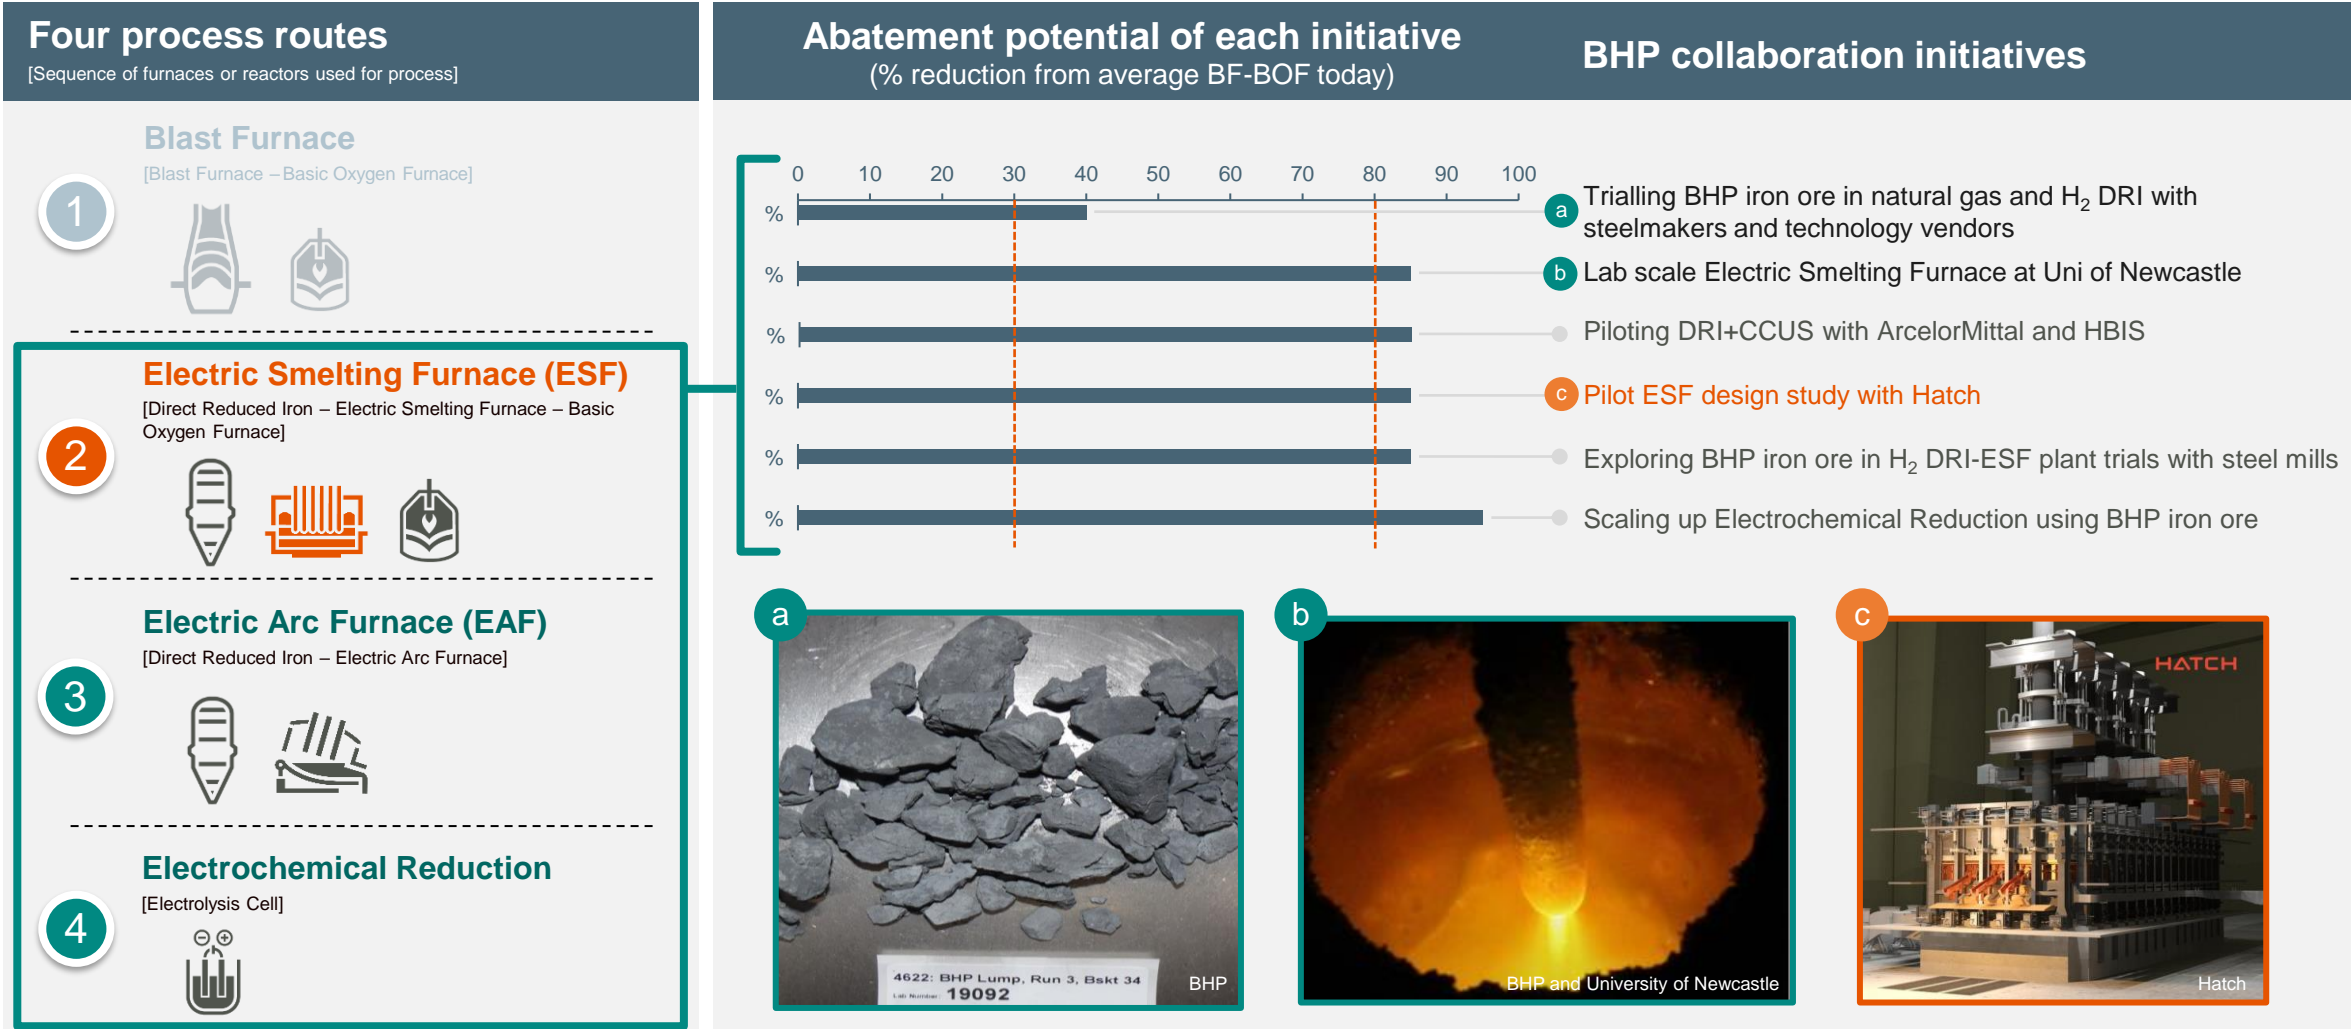 Four process routes
[Sequence of furnaces or reactors used for process]
Blast Furnace
[Blast Furnace – Basic Oxygen Furnace]
1
Electric Smelting Furnace (ESF)
[Direct Reduced Iron – Electric Smelting Furnace – Basic
Oxygen Furnace]
2
Electric Arc Furnace (EAF)
[Direct Reduced Iron – Electric Arc Furnace]
3
Electrochemical Reduction
[Electrolysis Cell]
4
Abatement potential of each initiative
(% reduction from average BF-BOF today)
BHP collaboration initiatives
0 10 20 30 40 50 60 70 80 90 100
%
a Trialling BHP iron ore in natural gas and H₂ DRI with
steelmakers and technology vendors
%
b Lab scale Electric Smelting Furnace at Uni of Newcastle
%
Piloting DRI+CCUS with ArcelorMittal and HBIS
%
c Pilot ESF design study with Hatch
%
Exploring BHP iron ore in H₂ DRI-ESF plant trials with steel mills
%
Scaling up Electrochemical Reduction using BHP iron ore
a
4622: BHP Lump, Run 3, Bskt 34
Lab Number: 19092
BHP
b
BHP and University of Newcastle
c
HATCH
Hatch